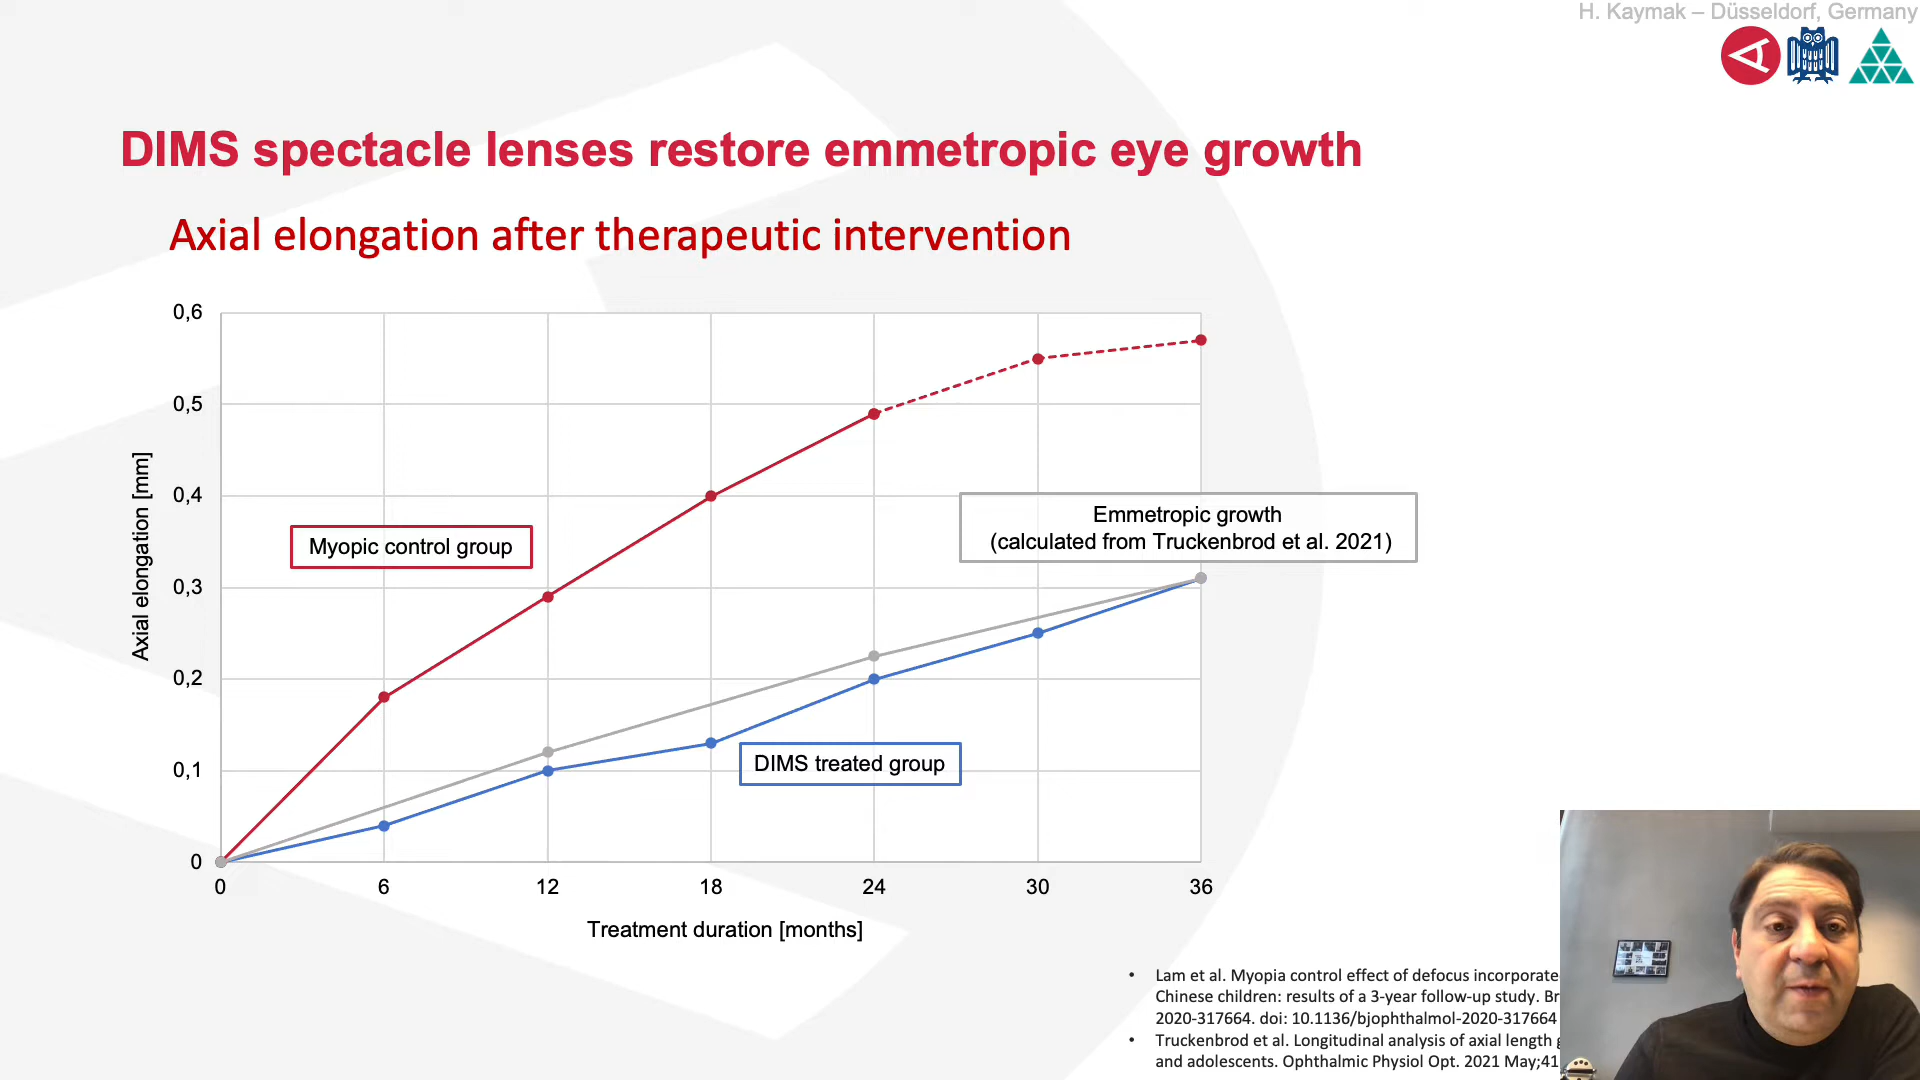 H. Kaymak – Düsseldorf, Germany
DIMS spectacle lenses restore emmetropic eye growth
Axial elongation after therapeutic intervention
0,6
0,5
0,4
0,3
0,2
0,1
0
Axial elongation [mm]
Myopic control group
Emmetropic growth
(calculated from Truckenbrod et al. 2021)
DIMS treated group
0 6 12 18 24 30 36
Treatment duration [months]
• Lam et al. Myopia control effect of defocus incorporate
Chinese children: results of a 3-year follow-up study. Br
2020-317664. doi: 10.1136/bjophthalmol-2020-317664
• Truckenbrod et al. Longitudinal analysis of axial length
and adolescents. Ophthalmic Physiol Opt. 2021 May;41